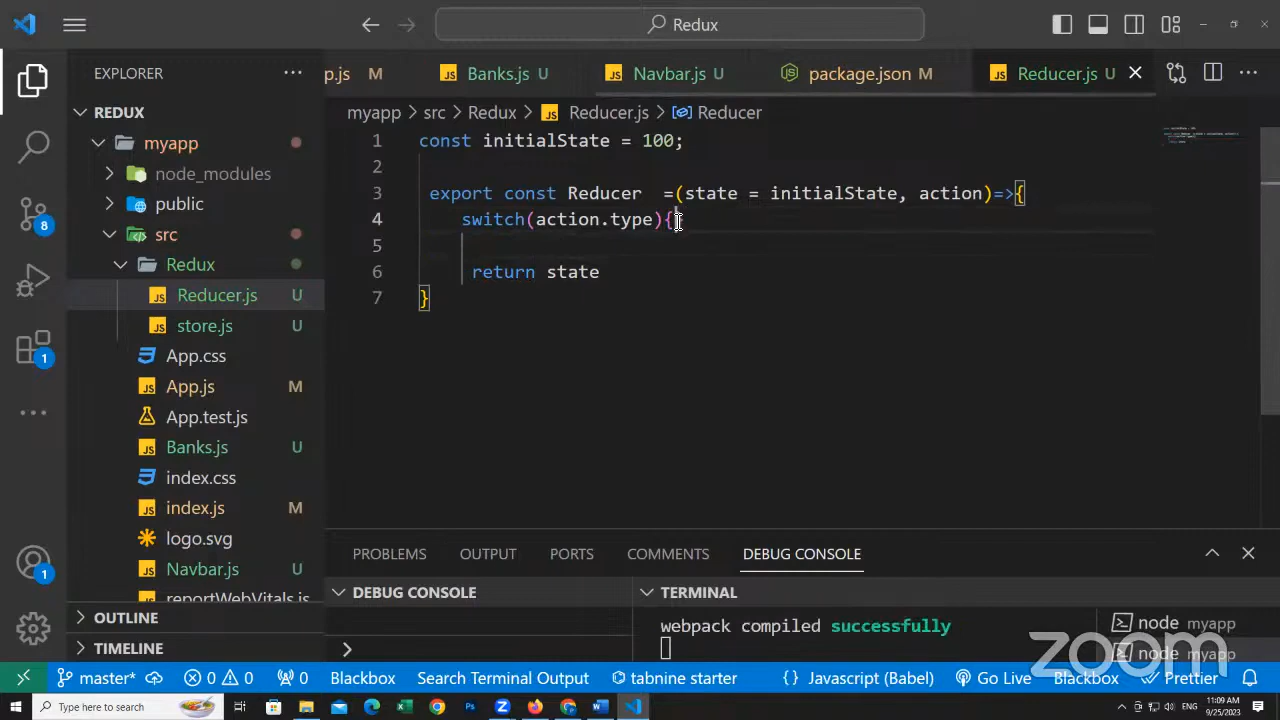 Redux
EXPLORER
p.js M
Banks.js U
Navbar.js U
package.json M
Reducer.js U
REDUX
myapp
src
Redux
Reducer.js
Reducer
myapp
node_modules
public
src
Redux
Reducer.js U
store.js U
App.css
App.js M
App.test.js
Banks.js U
index.css
index.js M
logo.svg
Navbar.js U
reportWebVitals.js
OUTLINE
TIMELINE
8
1
1
1 const initialState = 100;
2
3 export const Reducer =(state = initialState, action)=>{
4 switch(action.type){
5
6 return state
7 }
PROBLEMS OUTPUT PORTS COMMENTS DEBUG CONSOLE
DEBUG CONSOLE
TERMINAL
webpack compiled successfully
node myapp
node myapp
zoom
master* 0 0 0 Blackbox Search Terminal Output tabnine starter {} Javascript (Babel) Go Live Blackbox Prettier
Type here to search
ENG
11:09 AM
9/25/2023